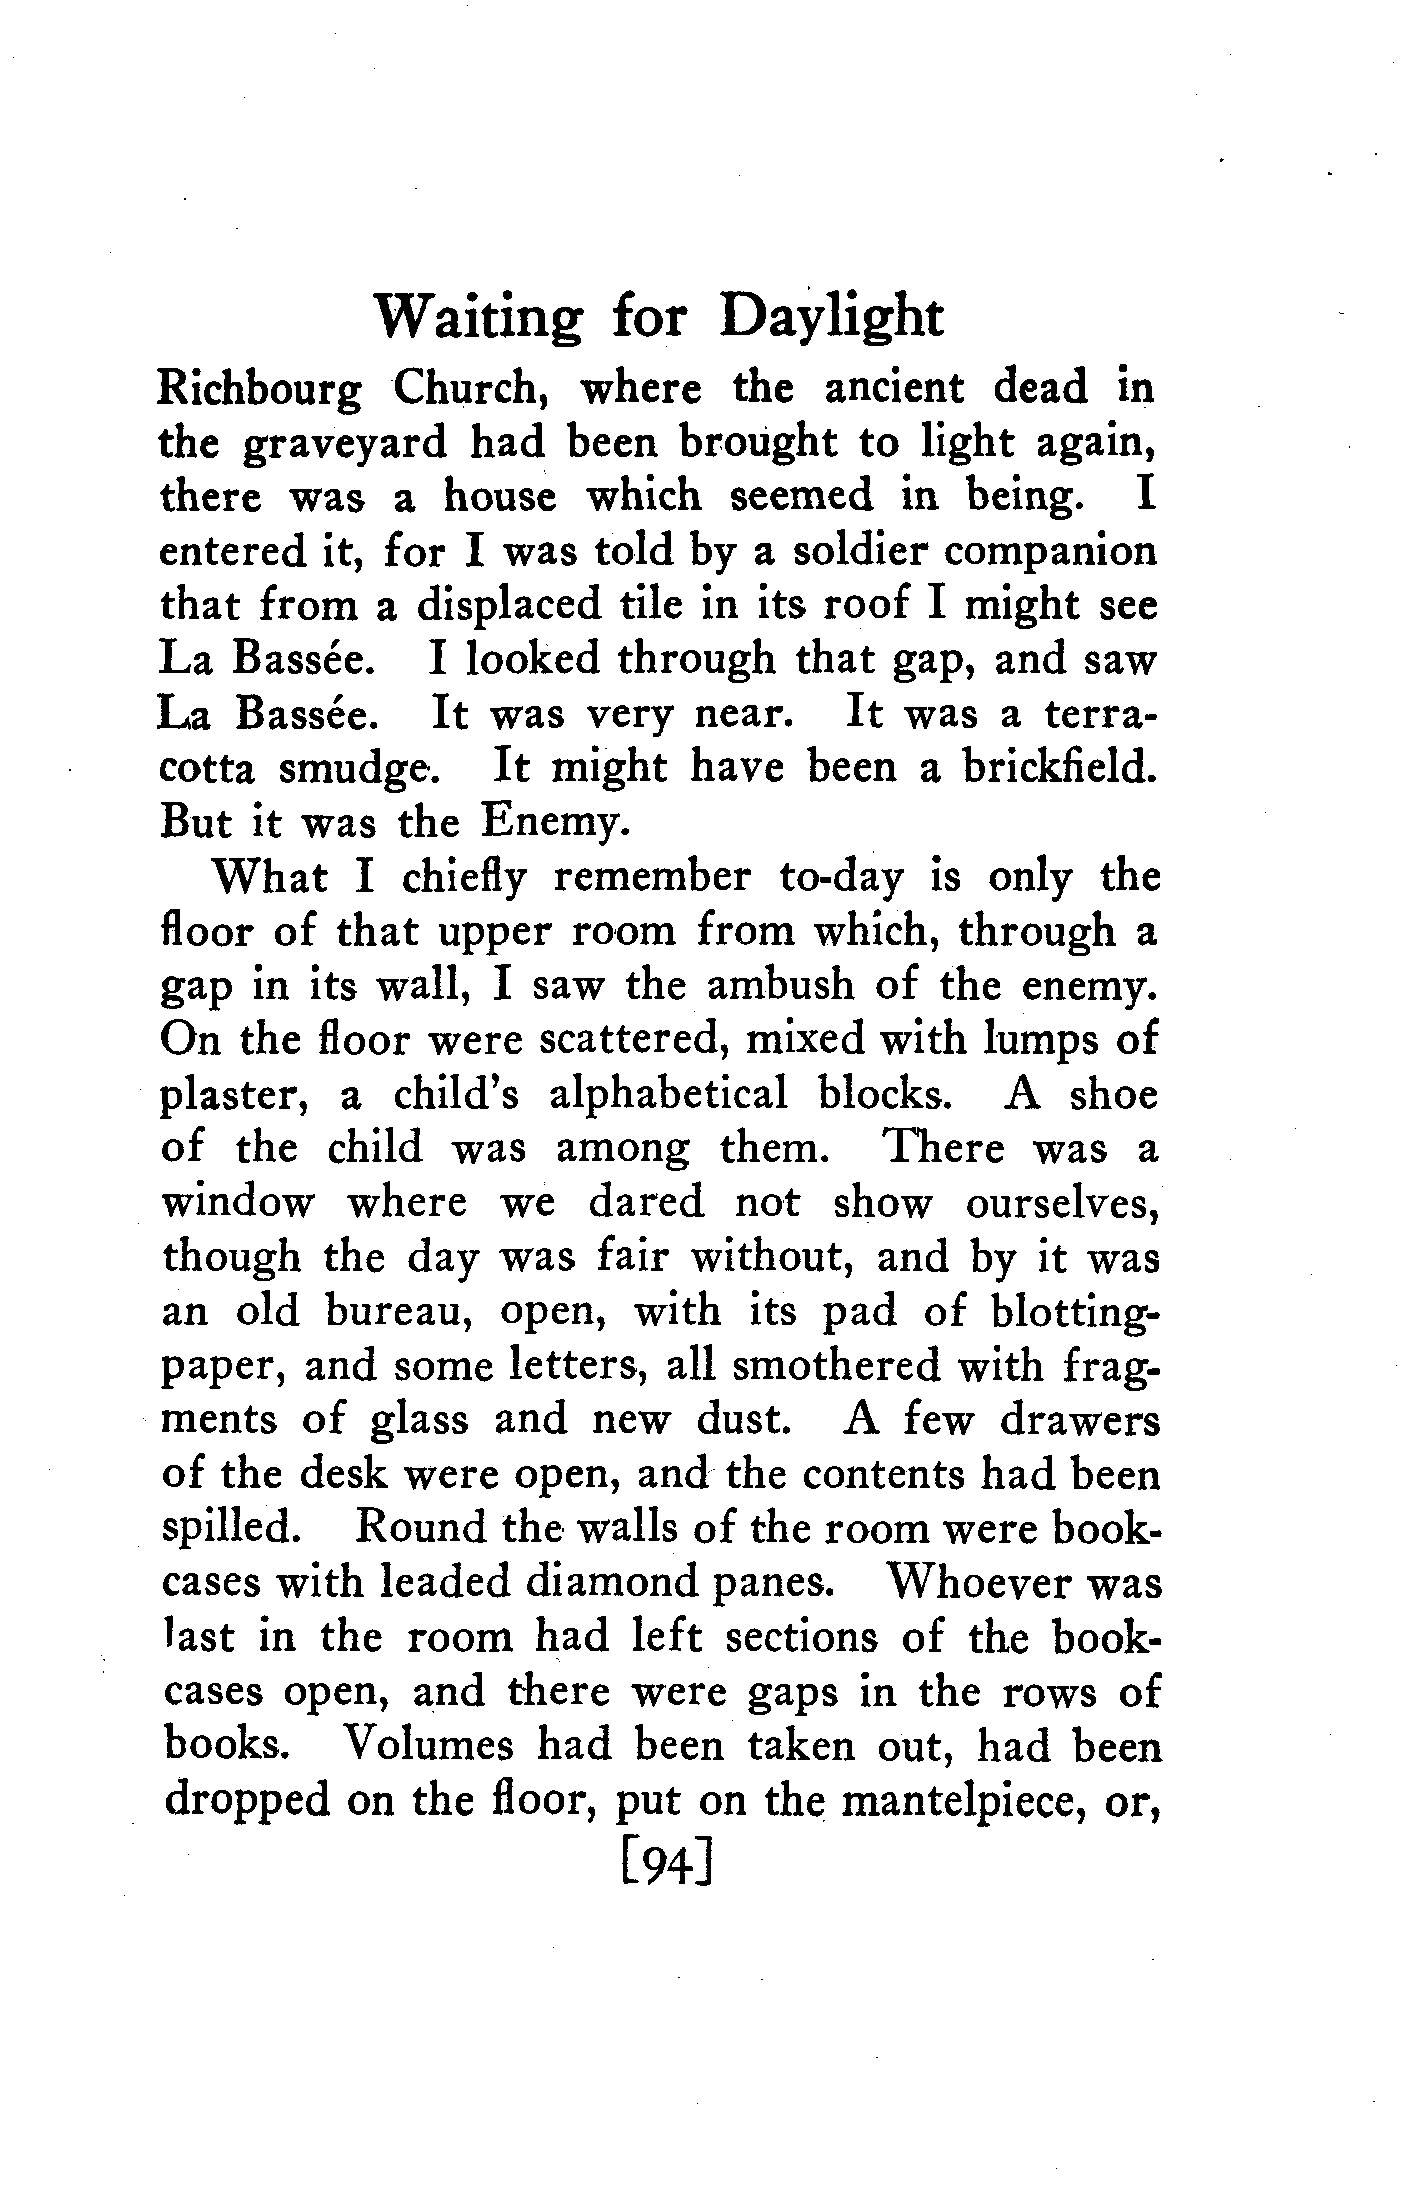 Waiting for Daylight
Richbourg Church, where the ancient dead in
the graveyard had been brought to light again,
there was a house which seemed in being. I
entered it, for I was told by a soldier companion
that from a displaced tile in its roof I might see
La Bassée. I looked through that gap, and saw
La Bassée. It was very near. It was a terra-
cotta smudge. It might have been a brickfield.
But it was the Enemy.
What I chiefly remember to-day is only the
floor of that upper room from which, through a
gap in its wall, I saw the ambush of the enemy.
On the floor were scattered, mixed with lumps of
plaster, a child's alphabetical blocks. A shoe
of the child was among them. There was a
window where we dared not show ourselves,
though the day was fair without, and by it was
an old bureau, open, with its pad of blotting-
paper, and some letters, all smothered with frag-
ments of glass and new dust. A few drawers
of the desk were open, and the contents had been
spilled. Round the walls of the room were book-
cases with leaded diamond panes. Whoever was
last in the room had left sections of the book-
cases open, and there were gaps in the rows of
books. Volumes had been taken out, had been
dropped on the floor, put on the mantelpiece, or,
[94]